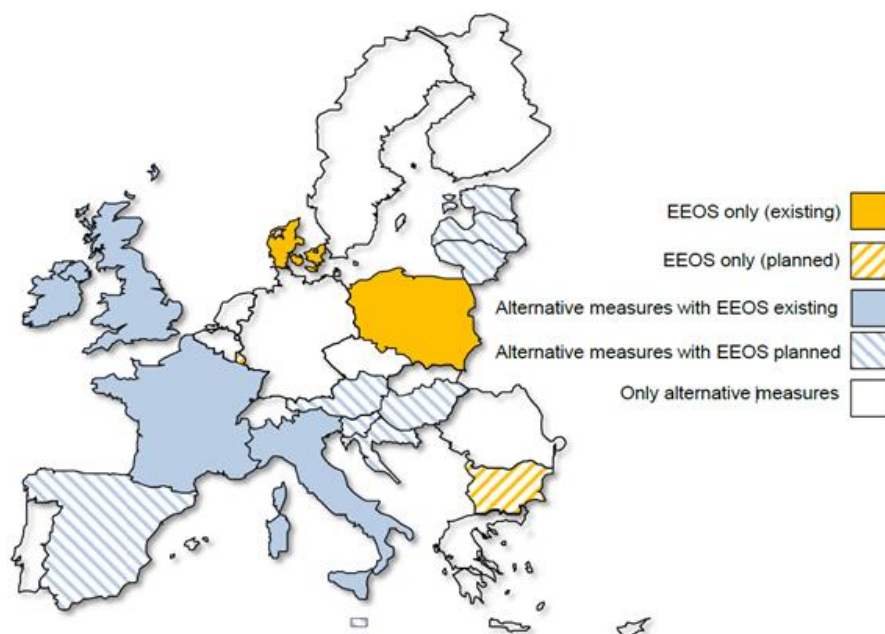 EEOS only (existing)
EEOS only (planned)
Alternative measures with EEOS existing
Alternative measures with EEOS planned
Only alternative measures